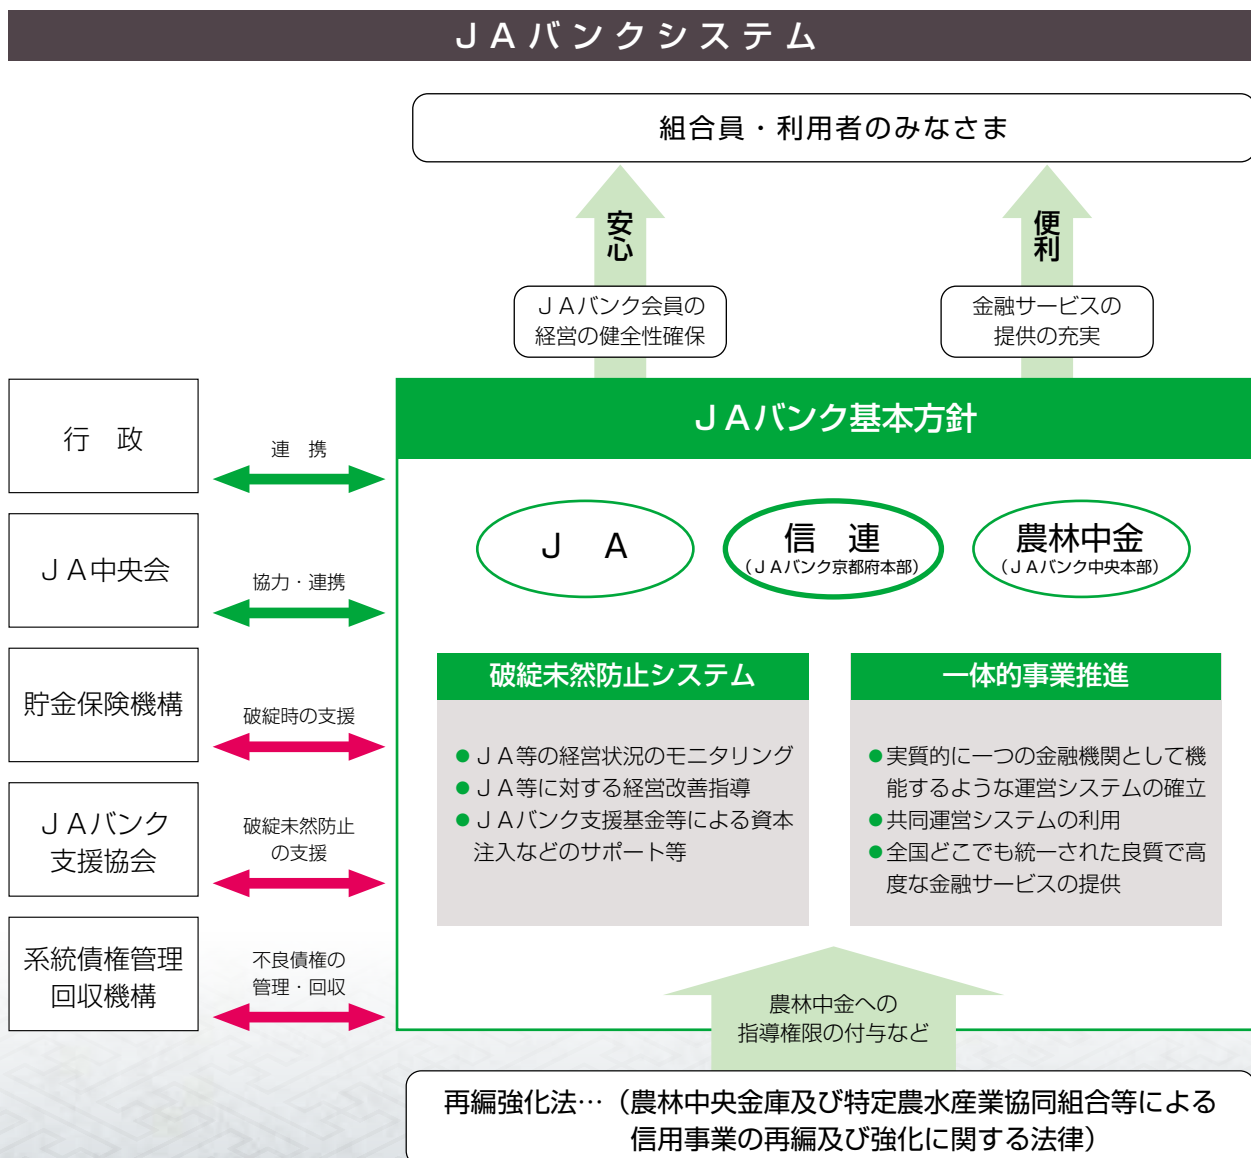 ＪＡバンクシステム
組合員・利用者のみなさま
安心
便利
ＪＡバンク会員の
経営の健全性確保
金融サービスの
提供の充実
行　政
連　携
ＪＡ中央会
協力・連携
貯金保険機構
破綻時の支援
ＪＡバンク
支援協会
破綻未然防止
の支援
系統債権管理
回収機構
不良債権の
管理・回収
ＪＡバンク基本方針
Ｊ　Ａ
信　連
（ＪＡバンク京都府本部）
農林中金
（ＪＡバンク中央本部）
破綻未然防止システム
●ＪＡ等の経営状況のモニタリング
●ＪＡ等に対する経営改善指導
●ＪＡバンク支援基金等による資本
注入などのサポート等
一体的事業推進
●実質的に一つの金融機関として機
能するような運営システムの確立
●共同運営システムの利用
●全国どこでも統一された良質で高
度な金融サービスの提供
農林中金への
指導権限の付与など
再編強化法…（農林中央金庫及び特定農水産業協同組合等による
信用事業の再編及び強化に関する法律）